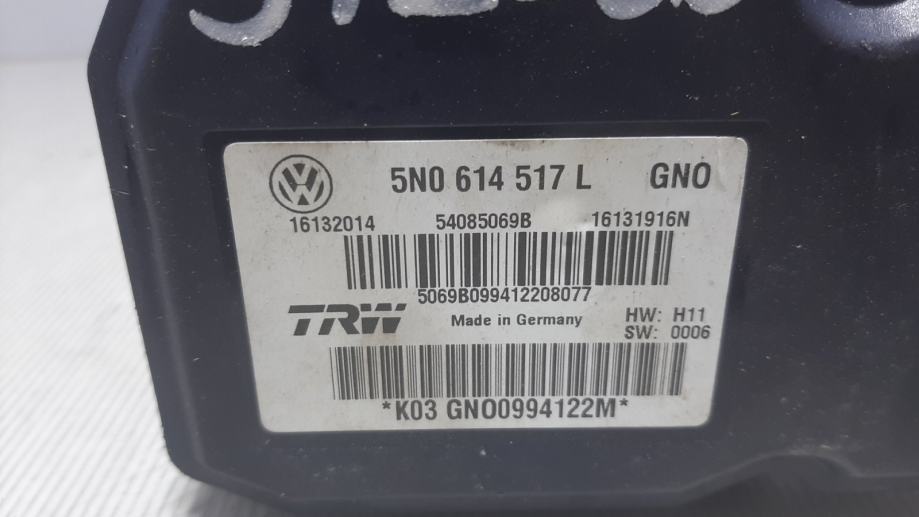 5N0 614 517 L GNO
16132014 54085069B 16131916N
5069B099412208077
TRW Made in Germany HW: H11
SW: 0006
*K03 GNO0994122M*